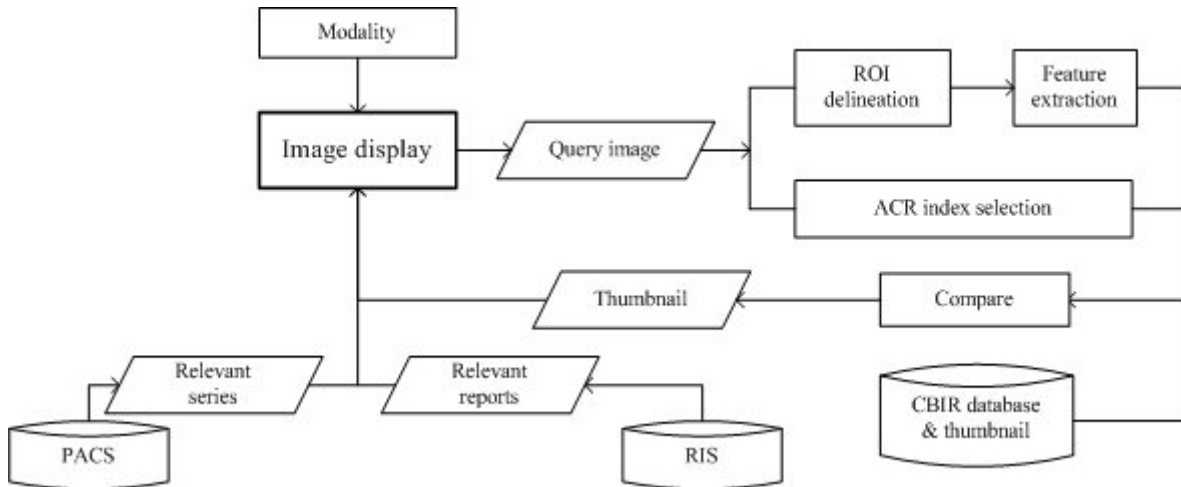 Modality
Image display
Query image
ROI
delineation
Feature
extraction
ACR index selection
Thumbnail
Compare
Relevant
series
Relevant
reports
CBIR database
& thumbnail
PACS
RIS